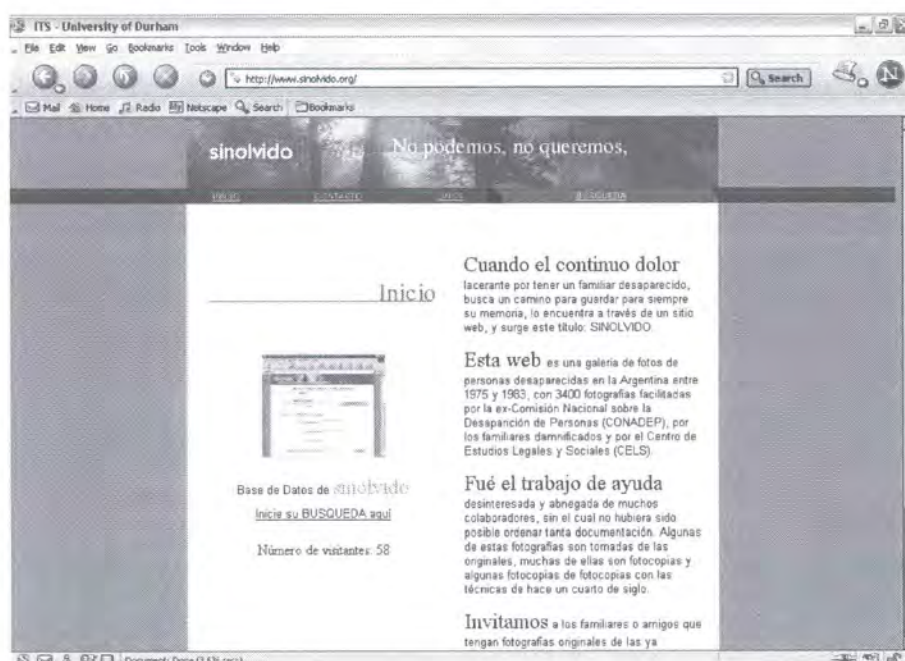 ITS - University of Durham
File Edit View Go Bookmarks Tools Window Help
http://www.sinolvido.org/
Search
Mail Home Radio Netscape Search Bookmarks
sinolvido
No podemos, no queremos,
Inicio
Base de Datos de sinolvido
Inicie su BUSQUEDA aquí
Número de visitantes: 58
Cuando el continuo dolor
lacerante por tener un familiar desaparecido,
busca un camino para guardar para siempre
su memoria, lo encuentra a través de un sitio
web, y surge este título: SINOLVIDO.
Esta web es una galeria de fotos de
personas desaparecidas en la Argentina entre
1975 y 1983, con 3400 fotografías facilitadas
por la ex-Comisión Nacional sobre la
Desaparición de Personas (CONADEP), por
los familiares damnificados y por el Centro de
Estudios Legales y Sociales (CELS).
Fué el trabajo de ayuda
desinteresada y abnegada de muchos
colaboradores, sin el cual no hubiera sido
posible ordenar tanta documentación. Algunas
de estas fotografías son tomadas de las
originales, muchas de ellas son fotocopias y
algunas fotocopias de fotocopias con las
técnicas de hace un cuarto de siglo.
Invitamos a los familiares o amigos que
tengan fotografías originales de las ya